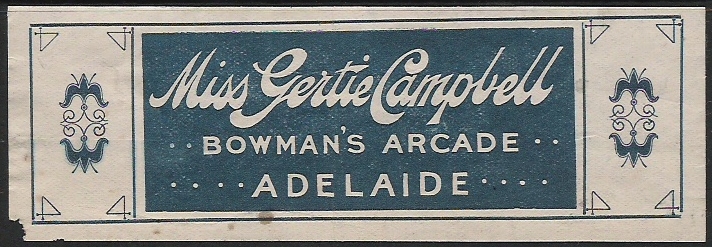 Miss Gertie Campbell
·· BOWMAN'S ARCADE ··
···· ADELAIDE ····